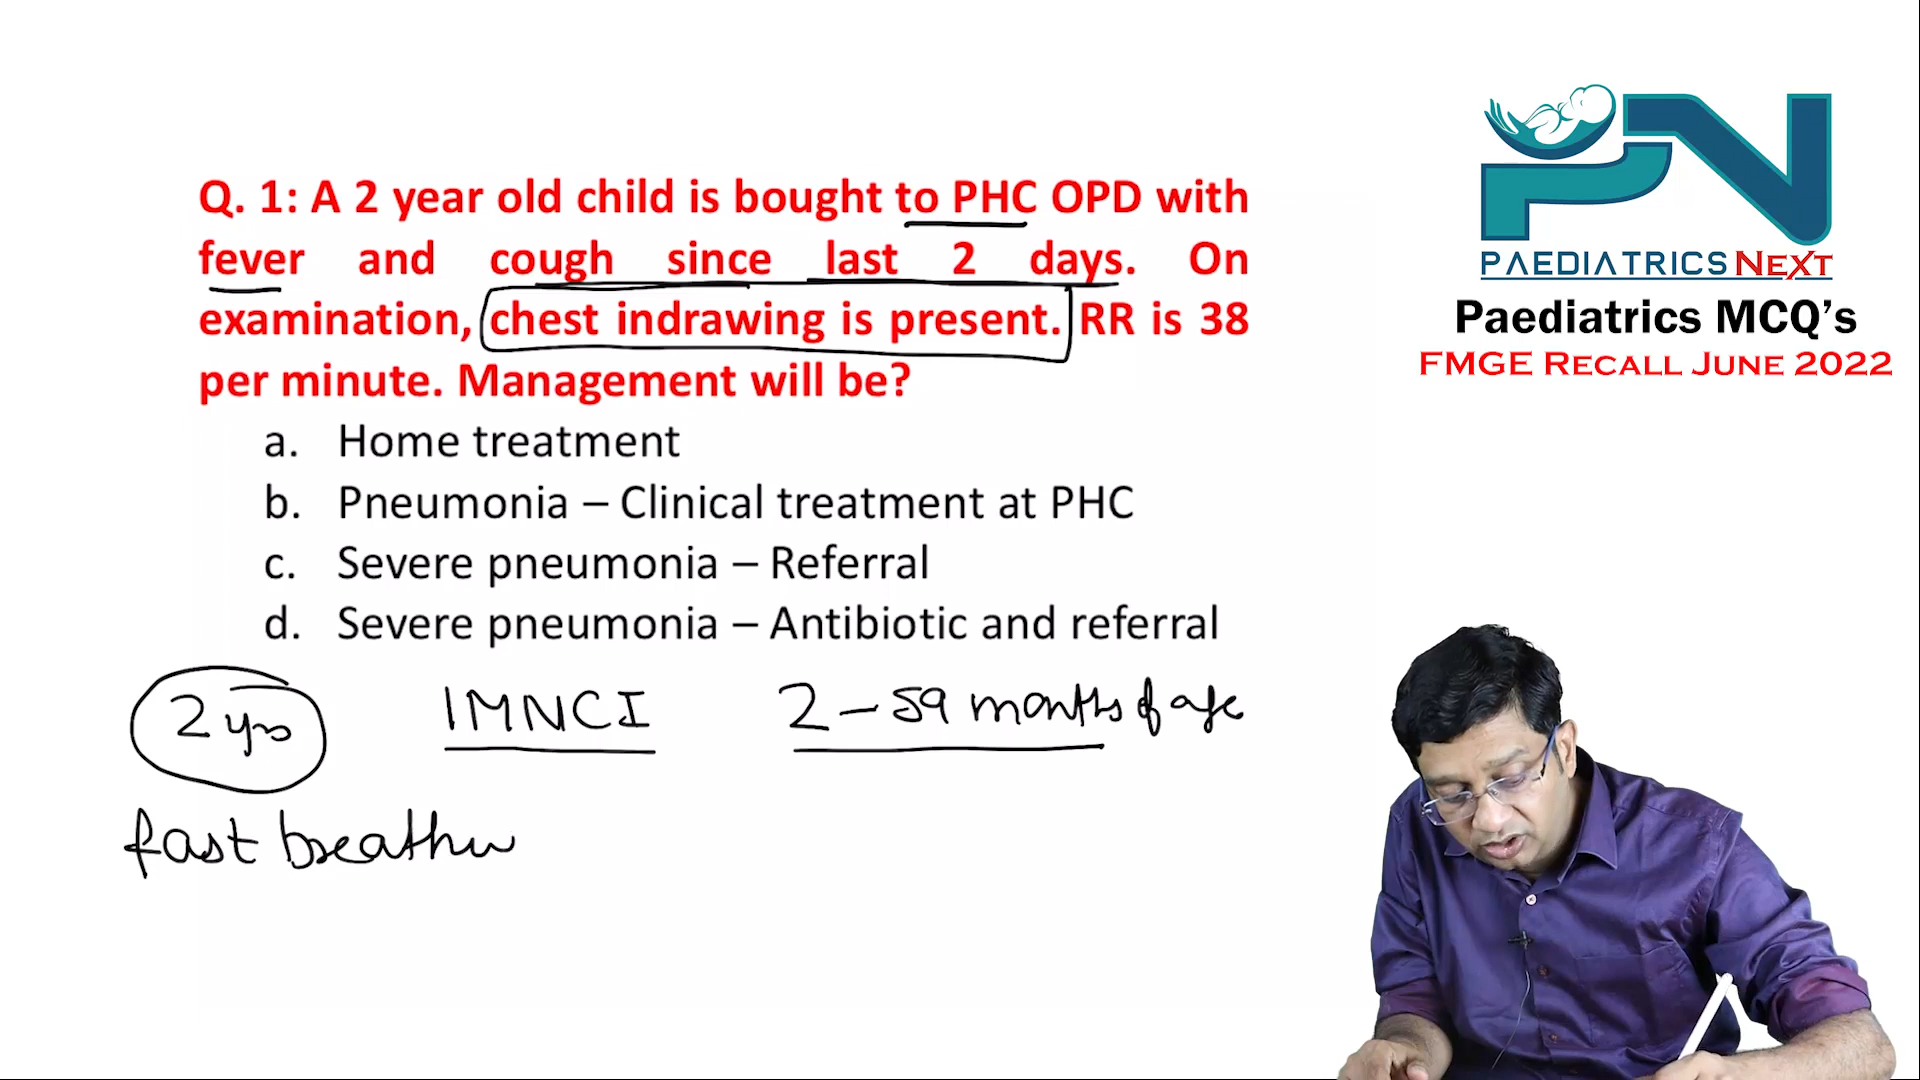 Q. 1: A 2 year old child is bought to PHC OPD with
fever and cough since last 2 days. On
examination, chest indrawing is present. RR is 38
per minute. Management will be?
a. Home treatment
b. Pneumonia – Clinical treatment at PHC
c. Severe pneumonia – Referral
d. Severe pneumonia – Antibiotic and referral
2 yrs IMNCI 2 – 59 months of age
fast
PN
PAEDIATRICS NEXT
Paediatrics MCQ's
FMGE RECALL JUNE 2022